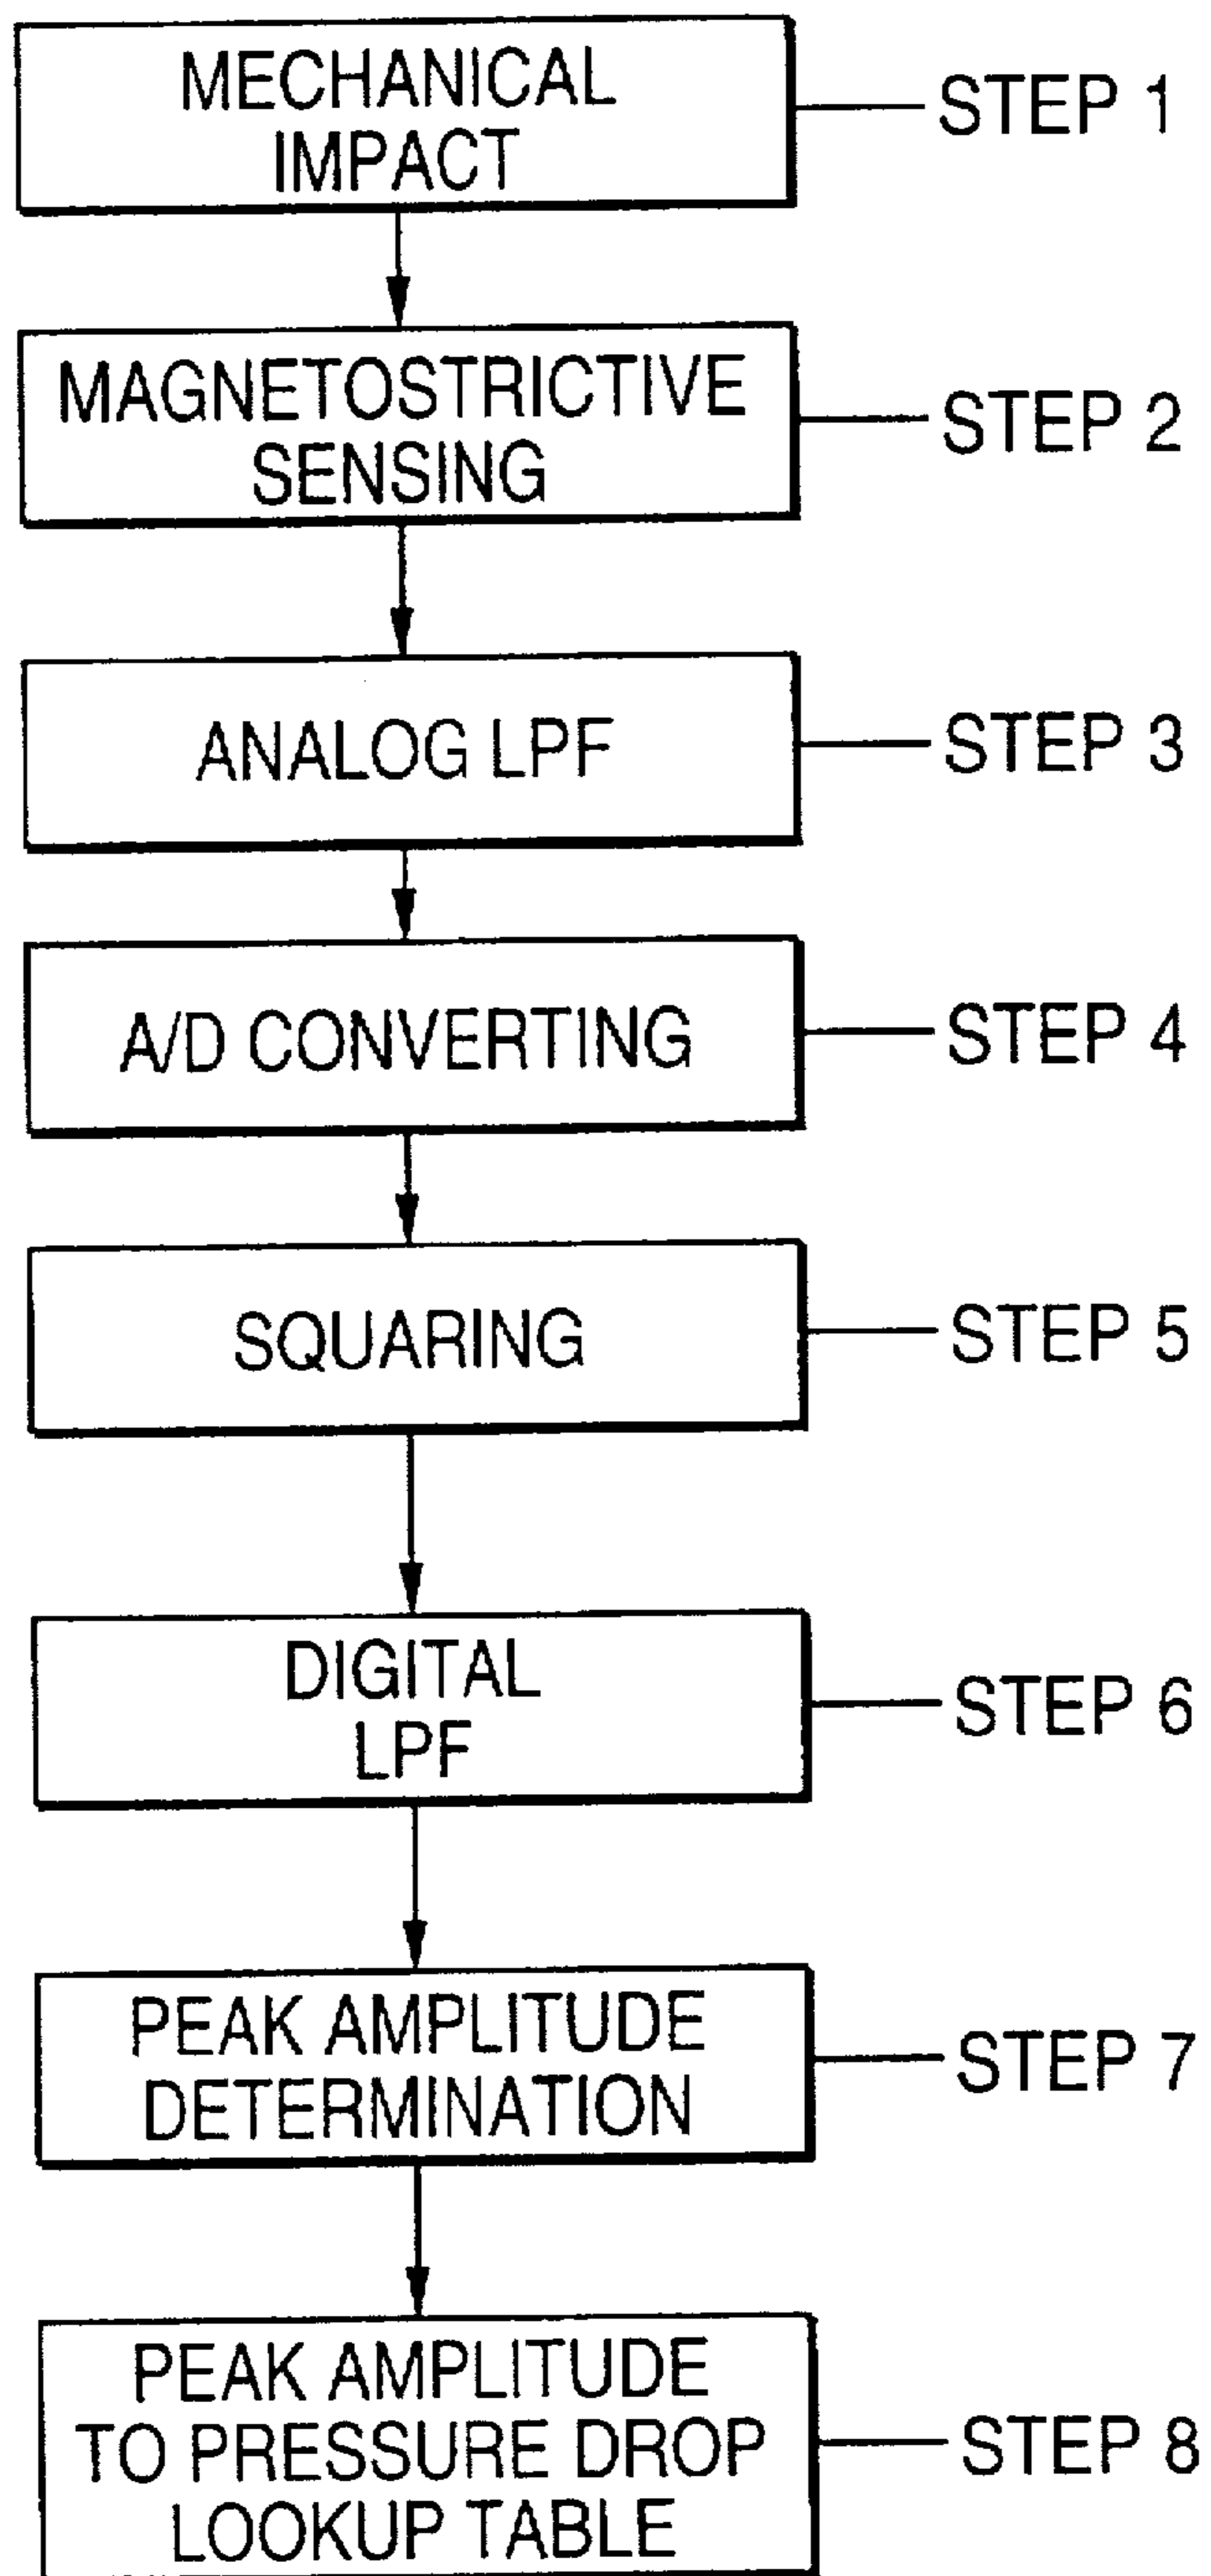 MECHANICAL
IMPACT
STEP 1
MAGNETOSTRICTIVE
SENSING
STEP 2
ANALOG LPF
STEP 3
A/D CONVERTING
STEP 4
SQUARING
STEP 5
DIGITAL
LPF
STEP 6
PEAK AMPLITUDE
DETERMINATION
STEP 7
PEAK AMPLITUDE
TO PRESSURE DROP
LOOKUP TABLE
STEP 8